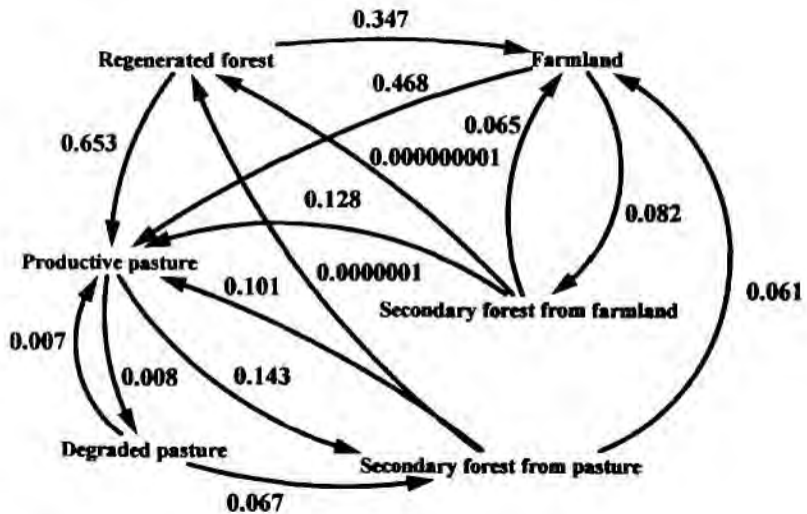 0.347
Regenerated forest
Farmland
0.468
0.065
0.653
0.000000001
0.128
0.082
Productive pasture
0.0000001
0.101
Secondary forest from farmland
0.061
0.007
0.008
0.143
Degraded pasture
Secondary forest from pasture
0.067